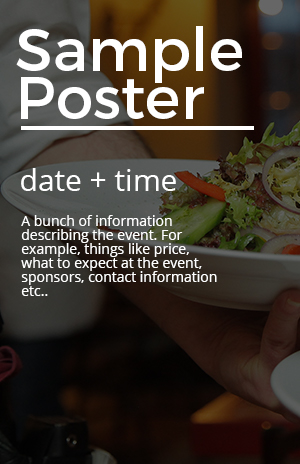 Sample
Poster
date + time
A bunch of information
describing the event. For
example, things like price,
what to expect at the event,
sponsors, contact information
etc..